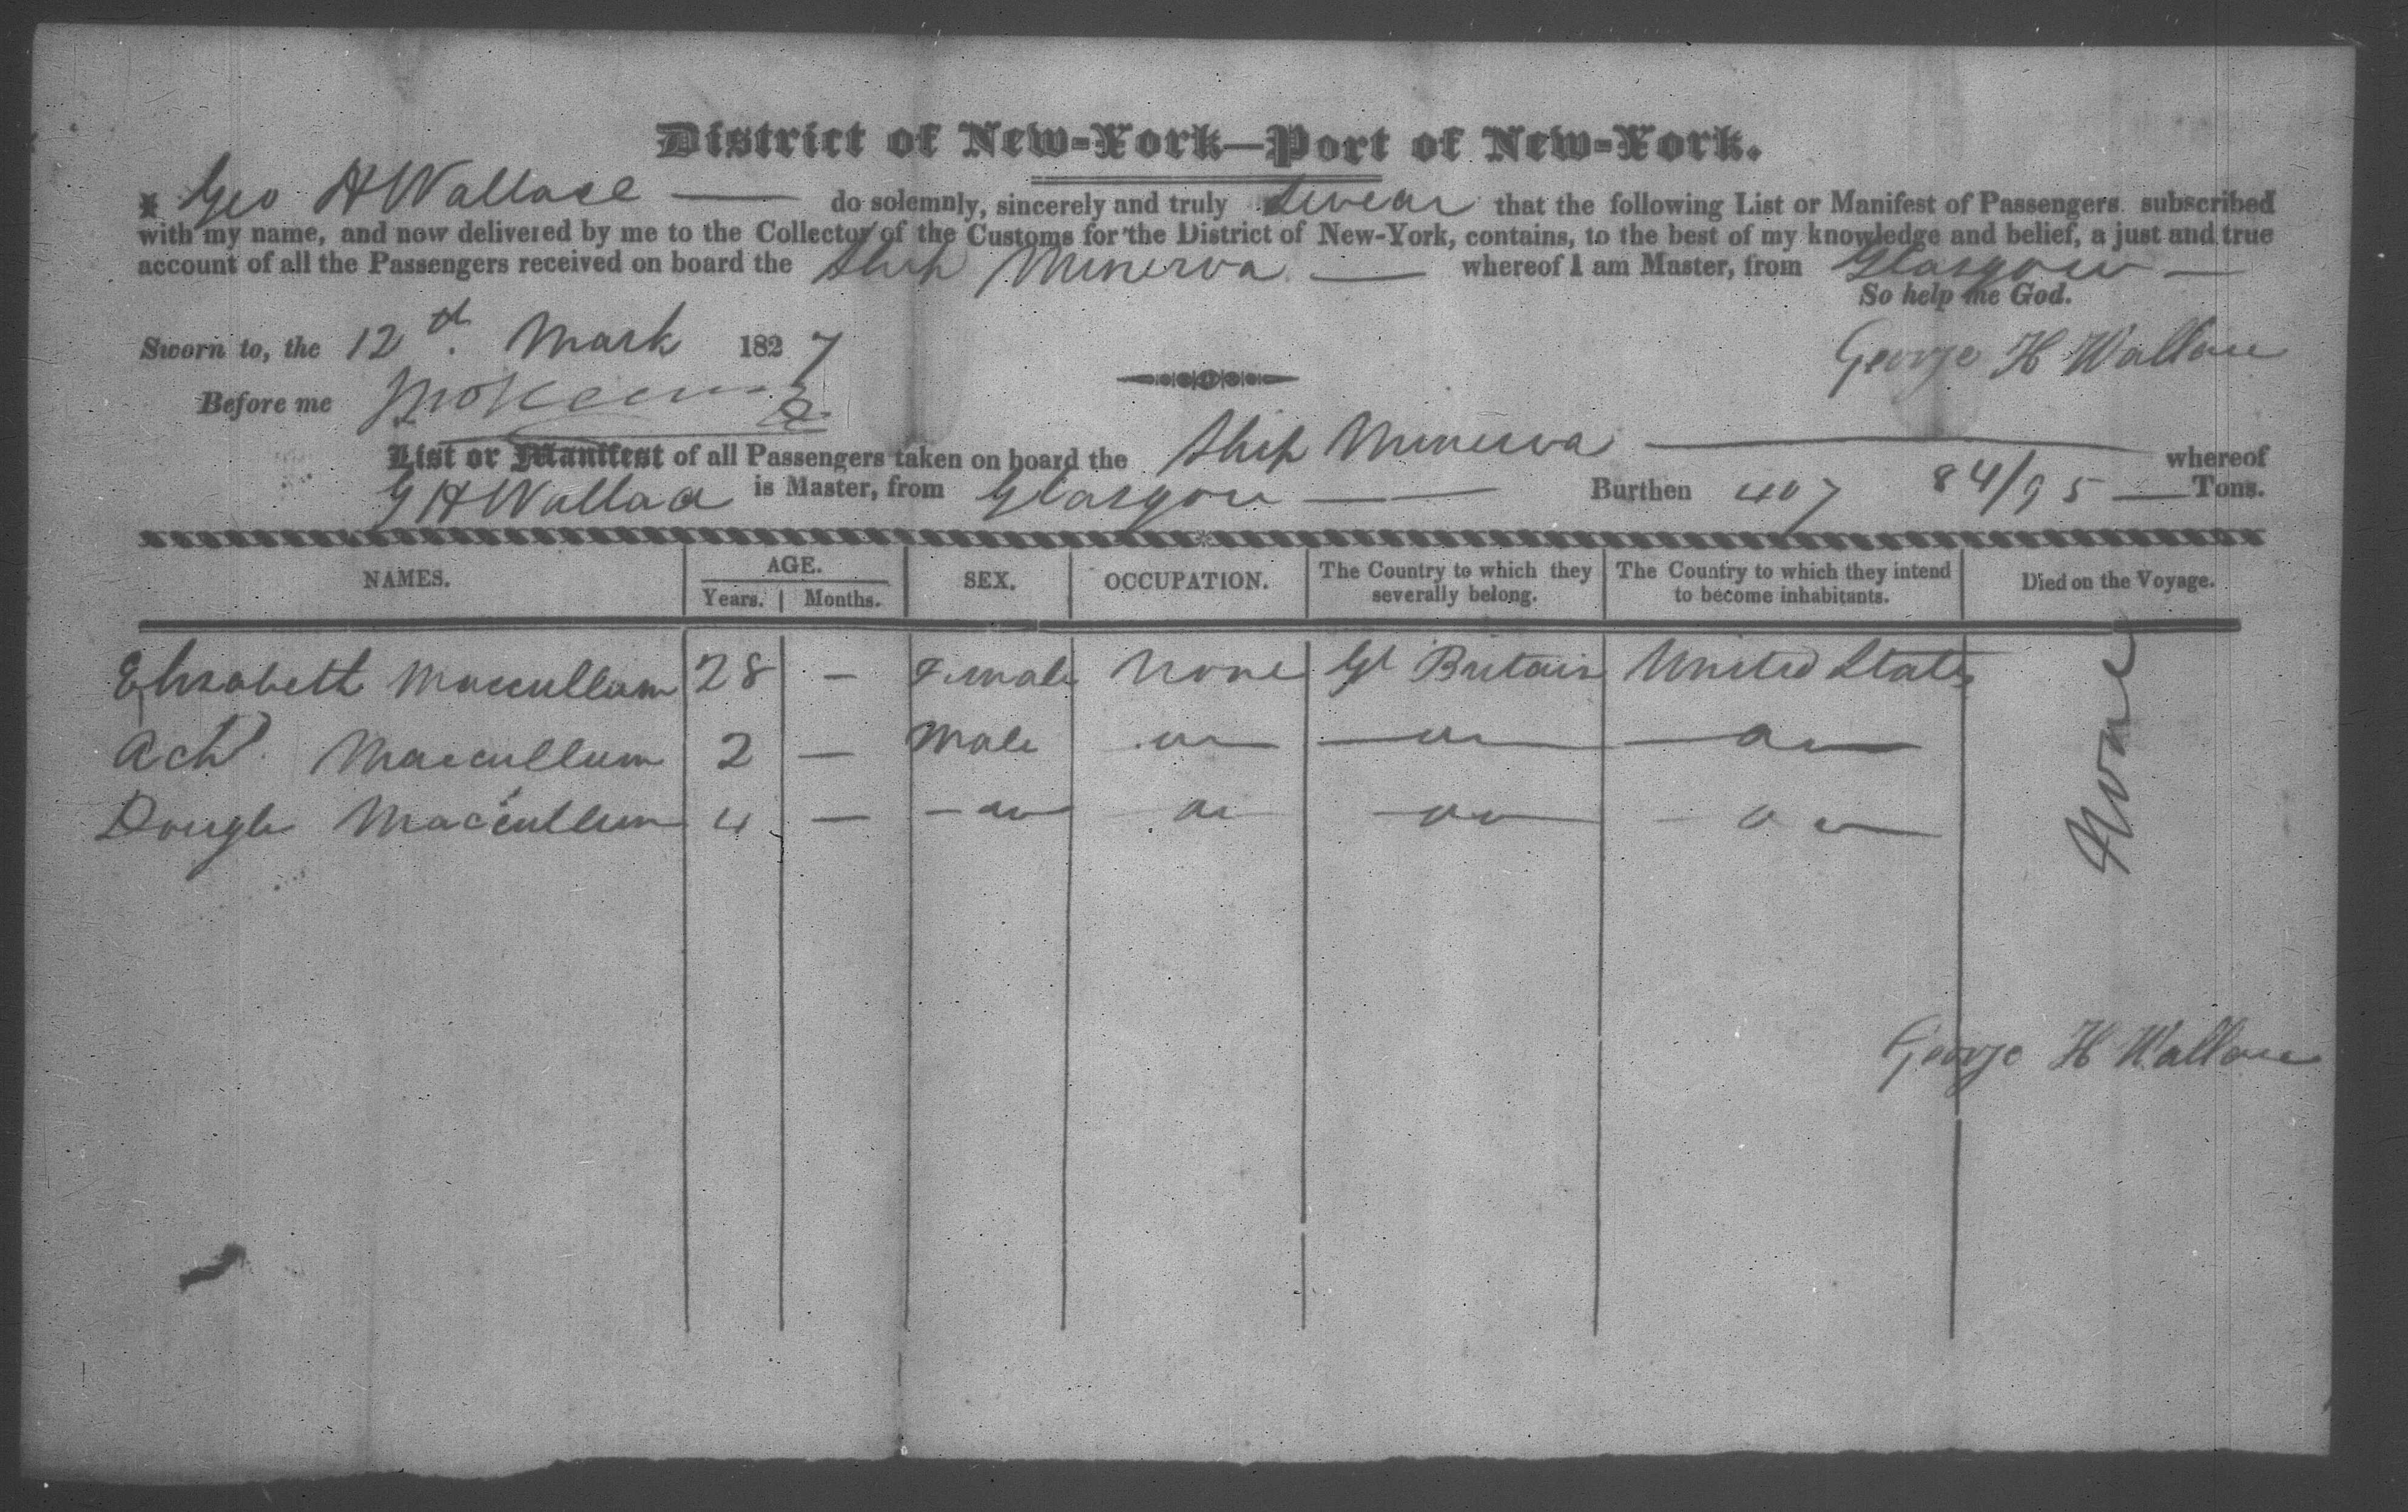 District of New-York—Port of New-York.
I Geo H Wallace — do solemnly, sincerely and truly swear that the following List or Manifest of Passengers subscribed
with my name, and now delivered by me to the Collector of the Customs for the District of New-York, contains, to the best of my knowledge and belief, a just and true
account of all the Passengers received on board the Ship Minerva — whereof I am Master, from Glasgow —
So help me God.
Sworn to, the 12th. March 1827
George H Wallace
Before me
List or Manifest of all Passengers taken on board the Ship Minerva — whereof
G H Wallace is Master, from Glasgow — — Burthen 407 84/95 — Tons.
NAMES. AGE. SEX. OCCUPATION. The Country to which they severally belong. The Country to which they intend to become inhabitants. Died on the Voyage.
Years. Months.
Elisabeth Maccullum 28 — Female None Gt Britain United States None
Achd. Maccullum 2 — Male do — do — — do —
Dougle Maccullum 4 — — do do — do — — do —
George H Wallace